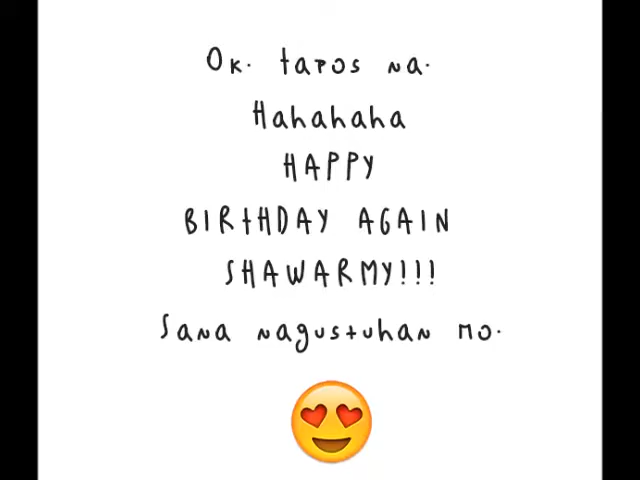 Ok. tapos na.
Hahahaha
HAPPY
BIRTHDAY AGAIN
SHAWARMY!!!
Sana nagustuhan mo.